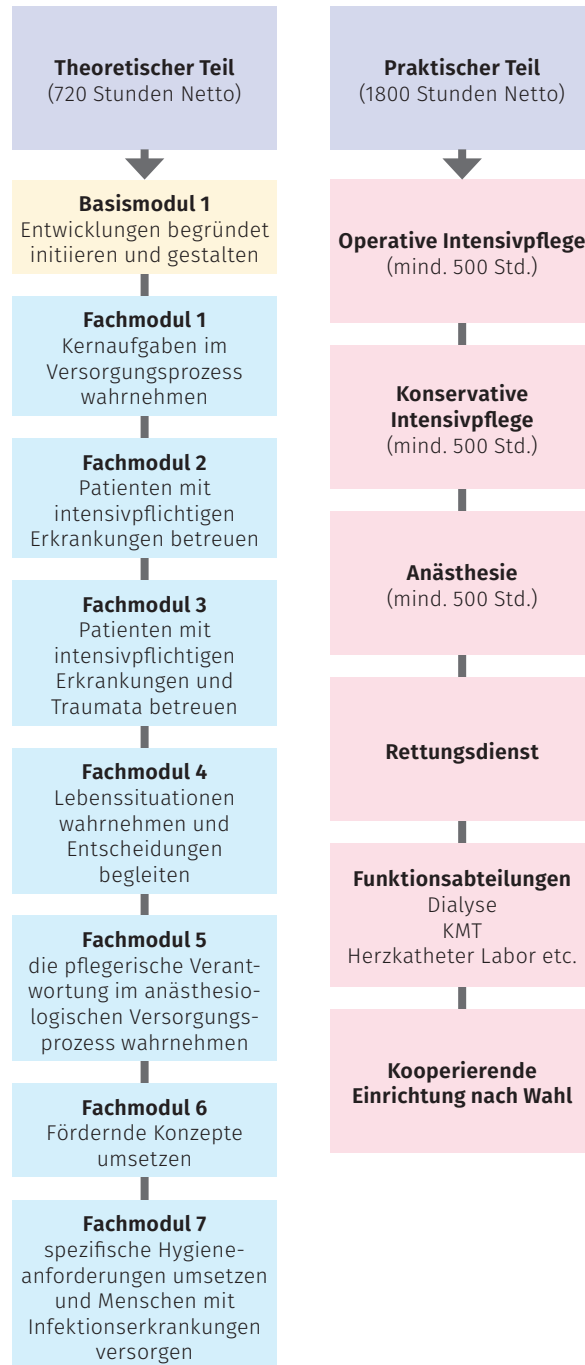 Theoretischer Teil
(720 Stunden Netto)
Basismodul 1
Entwicklungen begründet
initiieren und gestalten
Fachmodul 1
Kernaufgaben im
Versorgungsprozess
wahrnehmen
Fachmodul 2
Patienten mit
intensivpflichtigen
Erkrankungen betreuen
Fachmodul 3
Patienten mit
intensivpflichtigen
Erkrankungen und
Traumata betreuen
Fachmodul 4
Lebenssituationen
wahrnehmen und
Entscheidungen
begleiten
Fachmodul 5
die pflegerische Verant-
wortung im anästhesio-
logischen Versorgungs-
prozess wahrnehmen
Fachmodul 6
Fördernde Konzepte
umsetzen
Fachmodul 7
spezifische Hygiene-
anforderungen umsetzen
und Menschen mit
Infektionserkrankungen
versorgen
Praktischer Teil
(1800 Stunden Netto)
Operative Intensivpflege
(mind. 500 Std.)
Konservative
Intensivpflege
(mind. 500 Std.)
Anästhesie
(mind. 500 Std.)
Rettungsdienst
Funktionsabteilungen
Dialyse
KMT
Herzkatheter Labor etc.
Kooperierende
Einrichtung nach Wahl